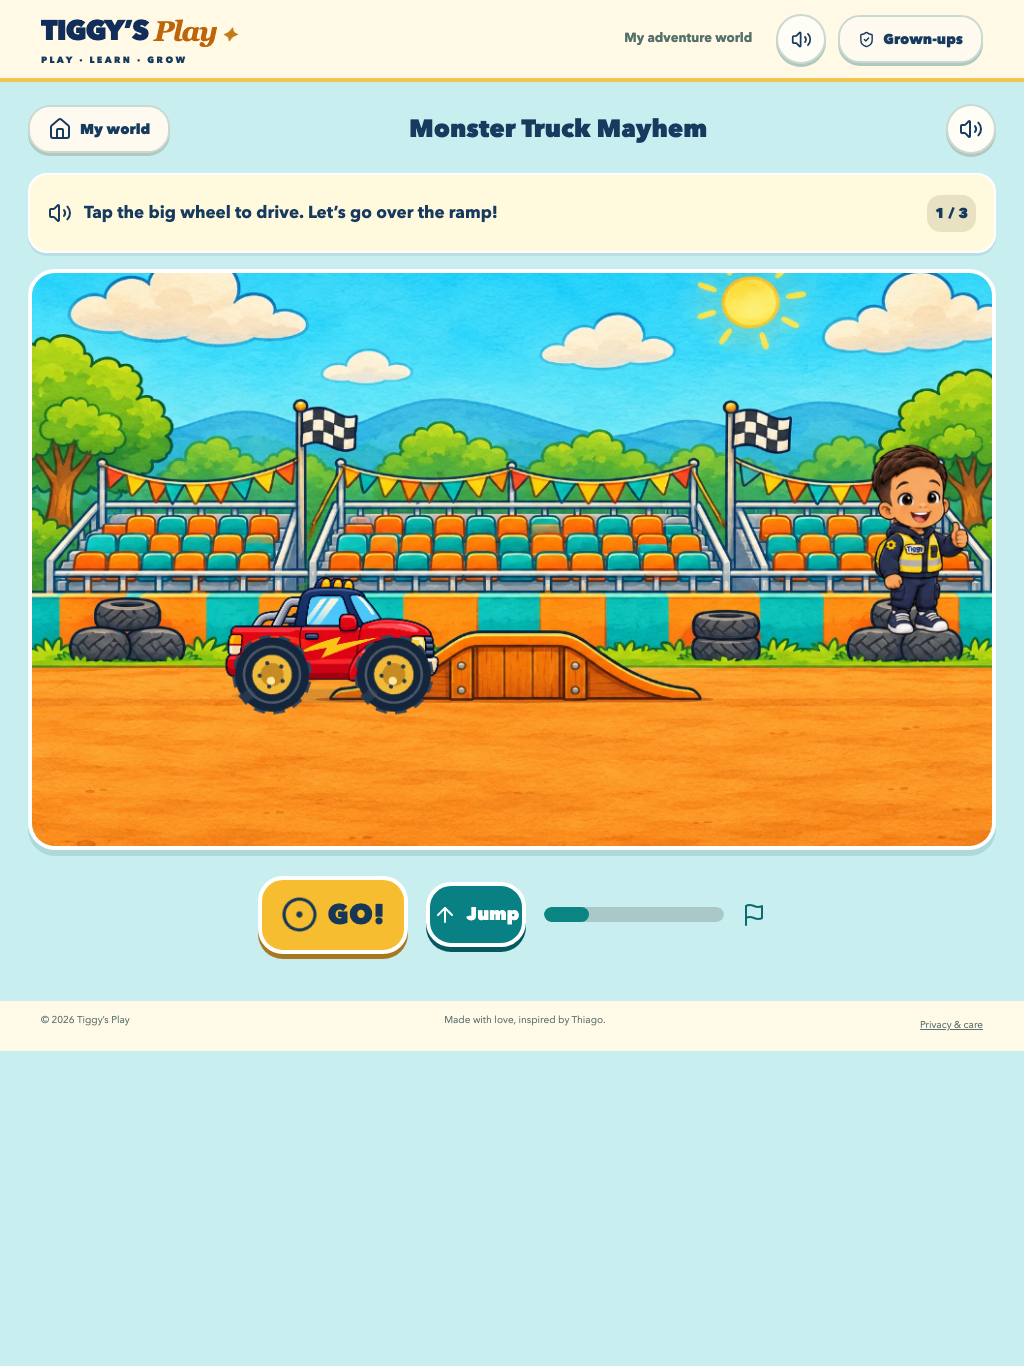 TIGGY’S Play
PLAY · LEARN · GROW
My adventure world
Grown-ups
My world
Monster Truck Mayhem
Tap the big wheel to drive. Let’s go over the ramp!
1 / 3
Tiggy
GO!
Jump
© 2026 Tiggy’s Play
Made with love, inspired by Thiago.
Privacy & care